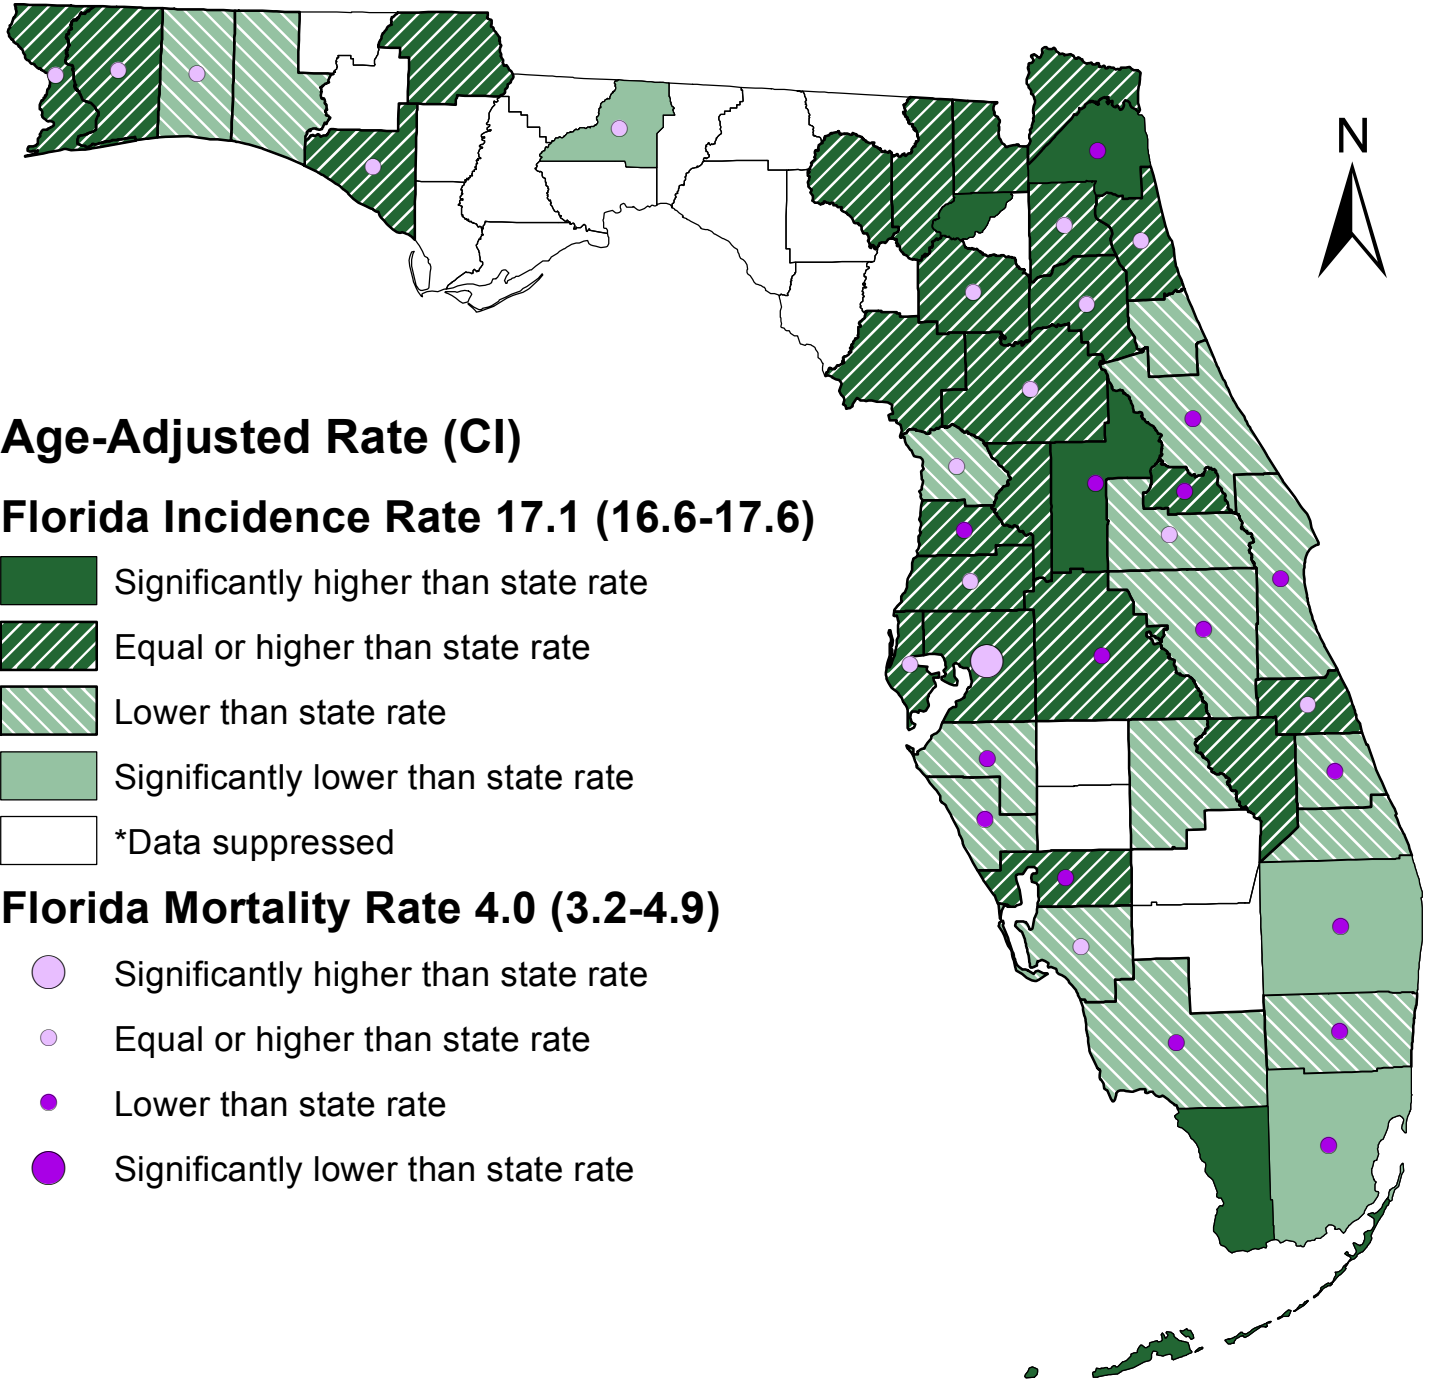 N
Age-Adjusted Rate (CI)
Florida Incidence Rate 17.1 (16.6-17.6)
Significantly higher than state rate
Equal or higher than state rate
Lower than state rate
Significantly lower than state rate
*Data suppressed
Florida Mortality Rate 4.0 (3.2-4.9)
Significantly higher than state rate
Equal or higher than state rate
Lower than state rate
Significantly lower than state rate